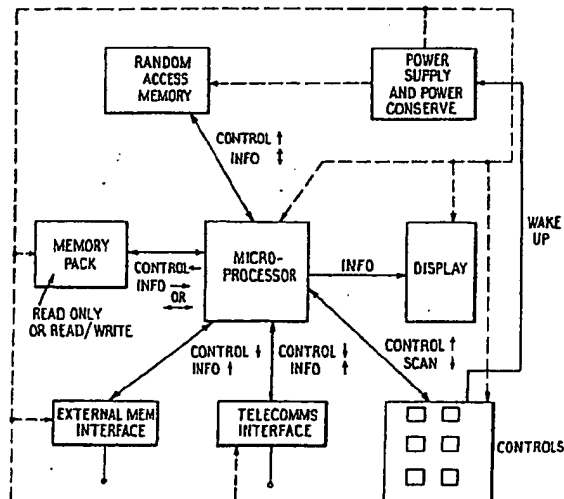 RANDOM
ACCESS
MEMORY
POWER
SUPPLY
AND POWER
CONSERVE
CONTROL ↑
INFO ↕
WAKE
UP
MEMORY
PACK
CONTROL ←
INFO →
OR
↔
MICRO-
PROCESSOR
INFO
DISPLAY
READ ONLY
OR READ/WRITE
CONTROL ↓
INFO ↑
CONTROL ↓
INFO ↑
CONTROL ↑
SCAN ↓
EXTERNAL MEM
INTERFACE
TELECOMMS
INTERFACE
CONTROLS